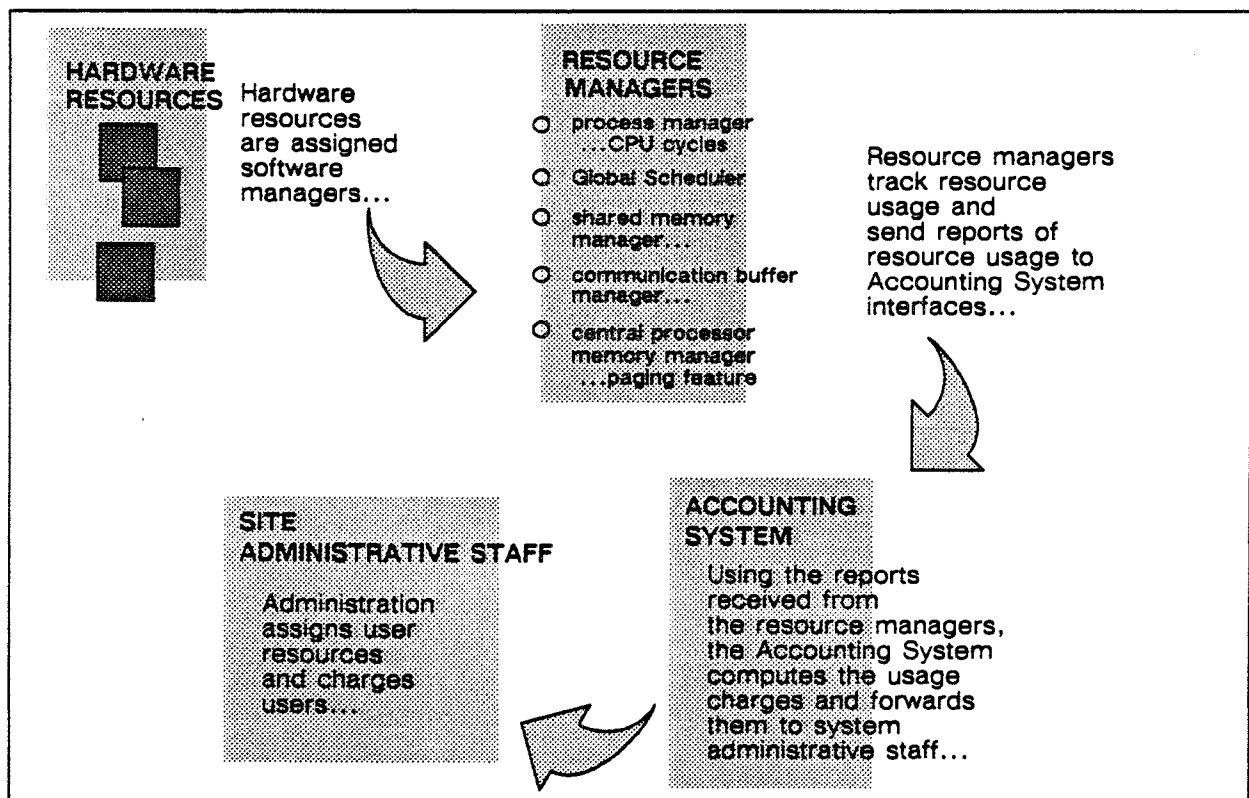 HARDWARE
RESOURCES
Hardware
resources
are assigned
software
managers...
RESOURCE
MANAGERS
process manager
...CPU cycles
Global Scheduler
shared memory
manager...
communication buffer
manager...
central processor
memory manager
...paging feature
Resource managers
track resource
usage and
send reports of
resource usage to
Accounting System
interfaces...
ACCOUNTING
SYSTEM
Using the reports
received from
the resource managers,
the Accounting System
computes the usage
charges and forwards
them to system
administrative staff...
SITE
ADMINISTRATIVE STAFF
Administration
assigns user
resources
and charges
users...